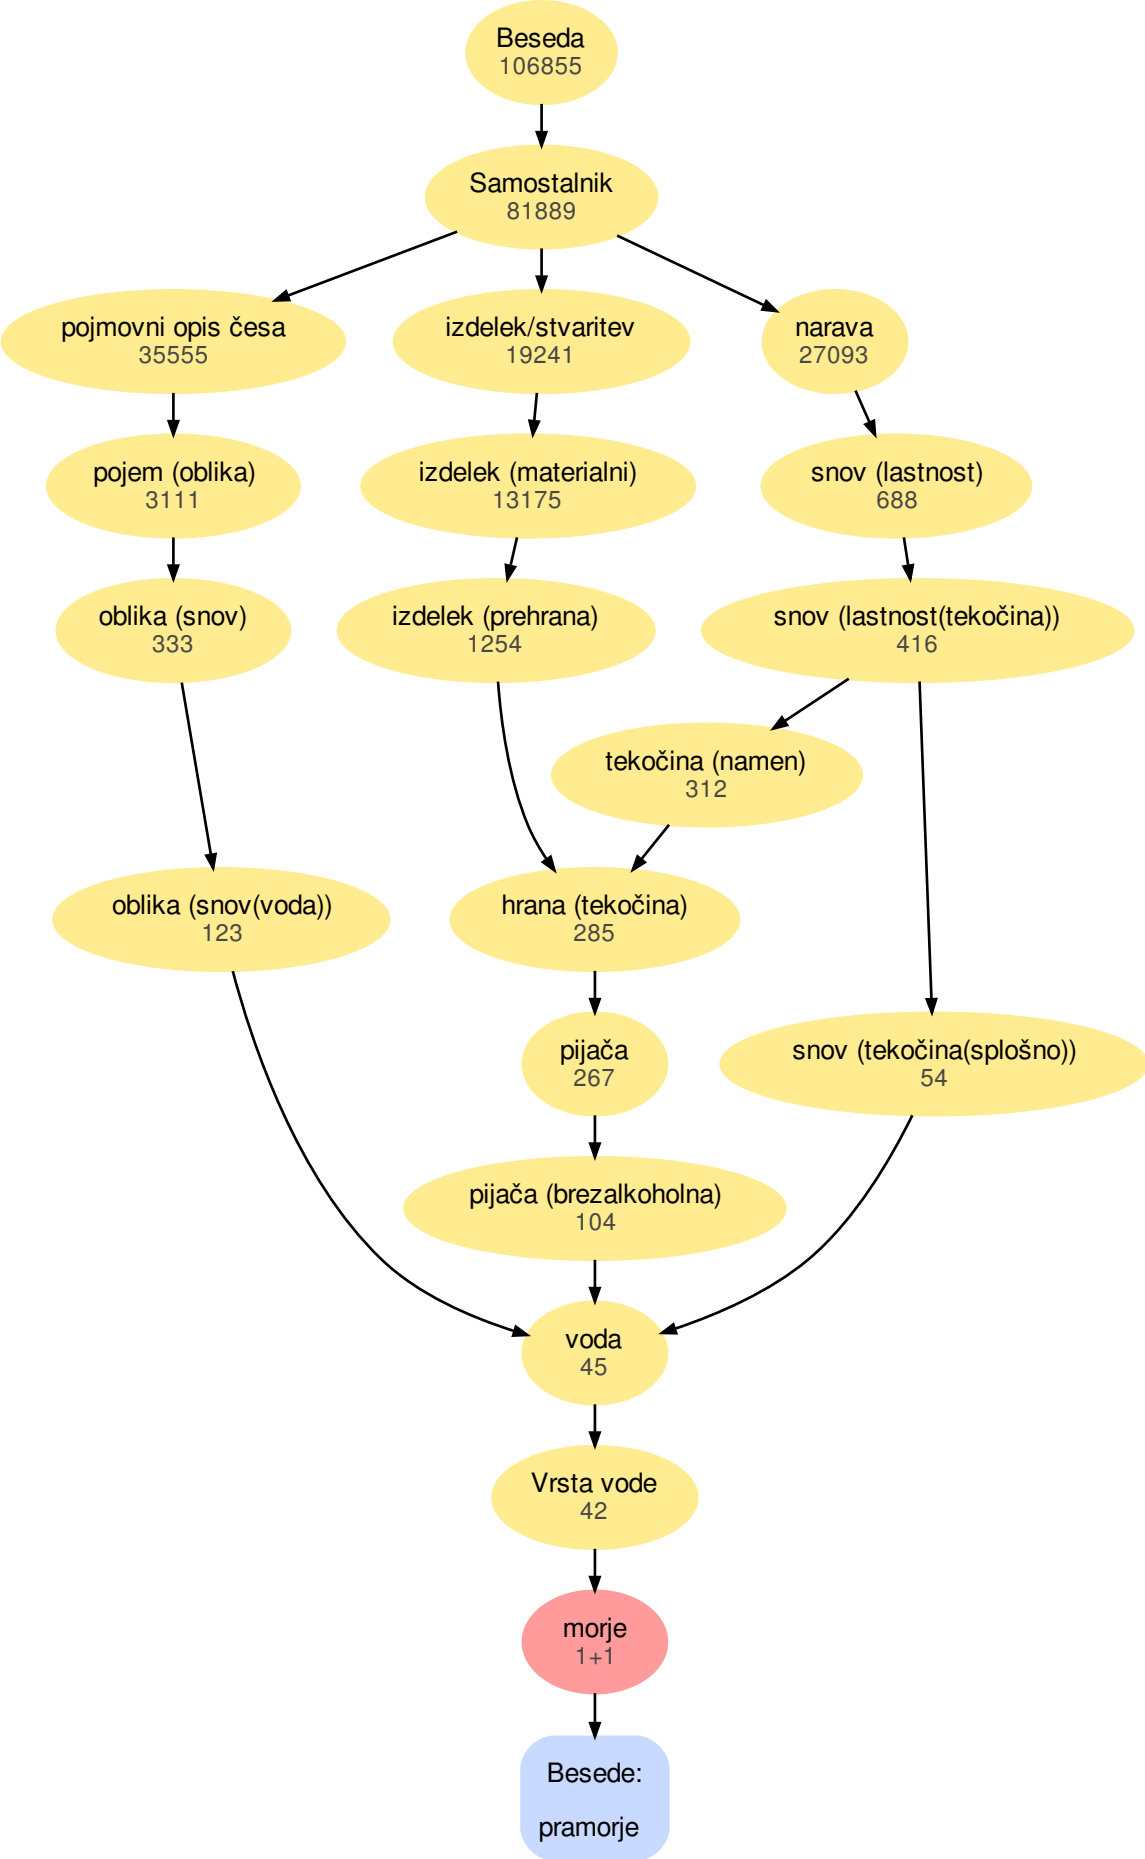 Beseda
106855
Samostalnik
81889
pojmovni opis česa
35555
izdelek/stvaritev
19241
narava
27093
pojem (oblika)
3111
izdelek (materialni)
13175
snov (lastnost)
688
oblika (snov)
333
izdelek (prehrana)
1254
snov (lastnost(tekočina))
416
tekočina (namen)
312
oblika (snov(voda))
123
hrana (tekočina)
285
pijača
267
snov (tekočina(splošno))
54
pijača (brezalkoholna)
104
voda
45
Vrsta vode
42
morje
1+1
Besede:
pramorje